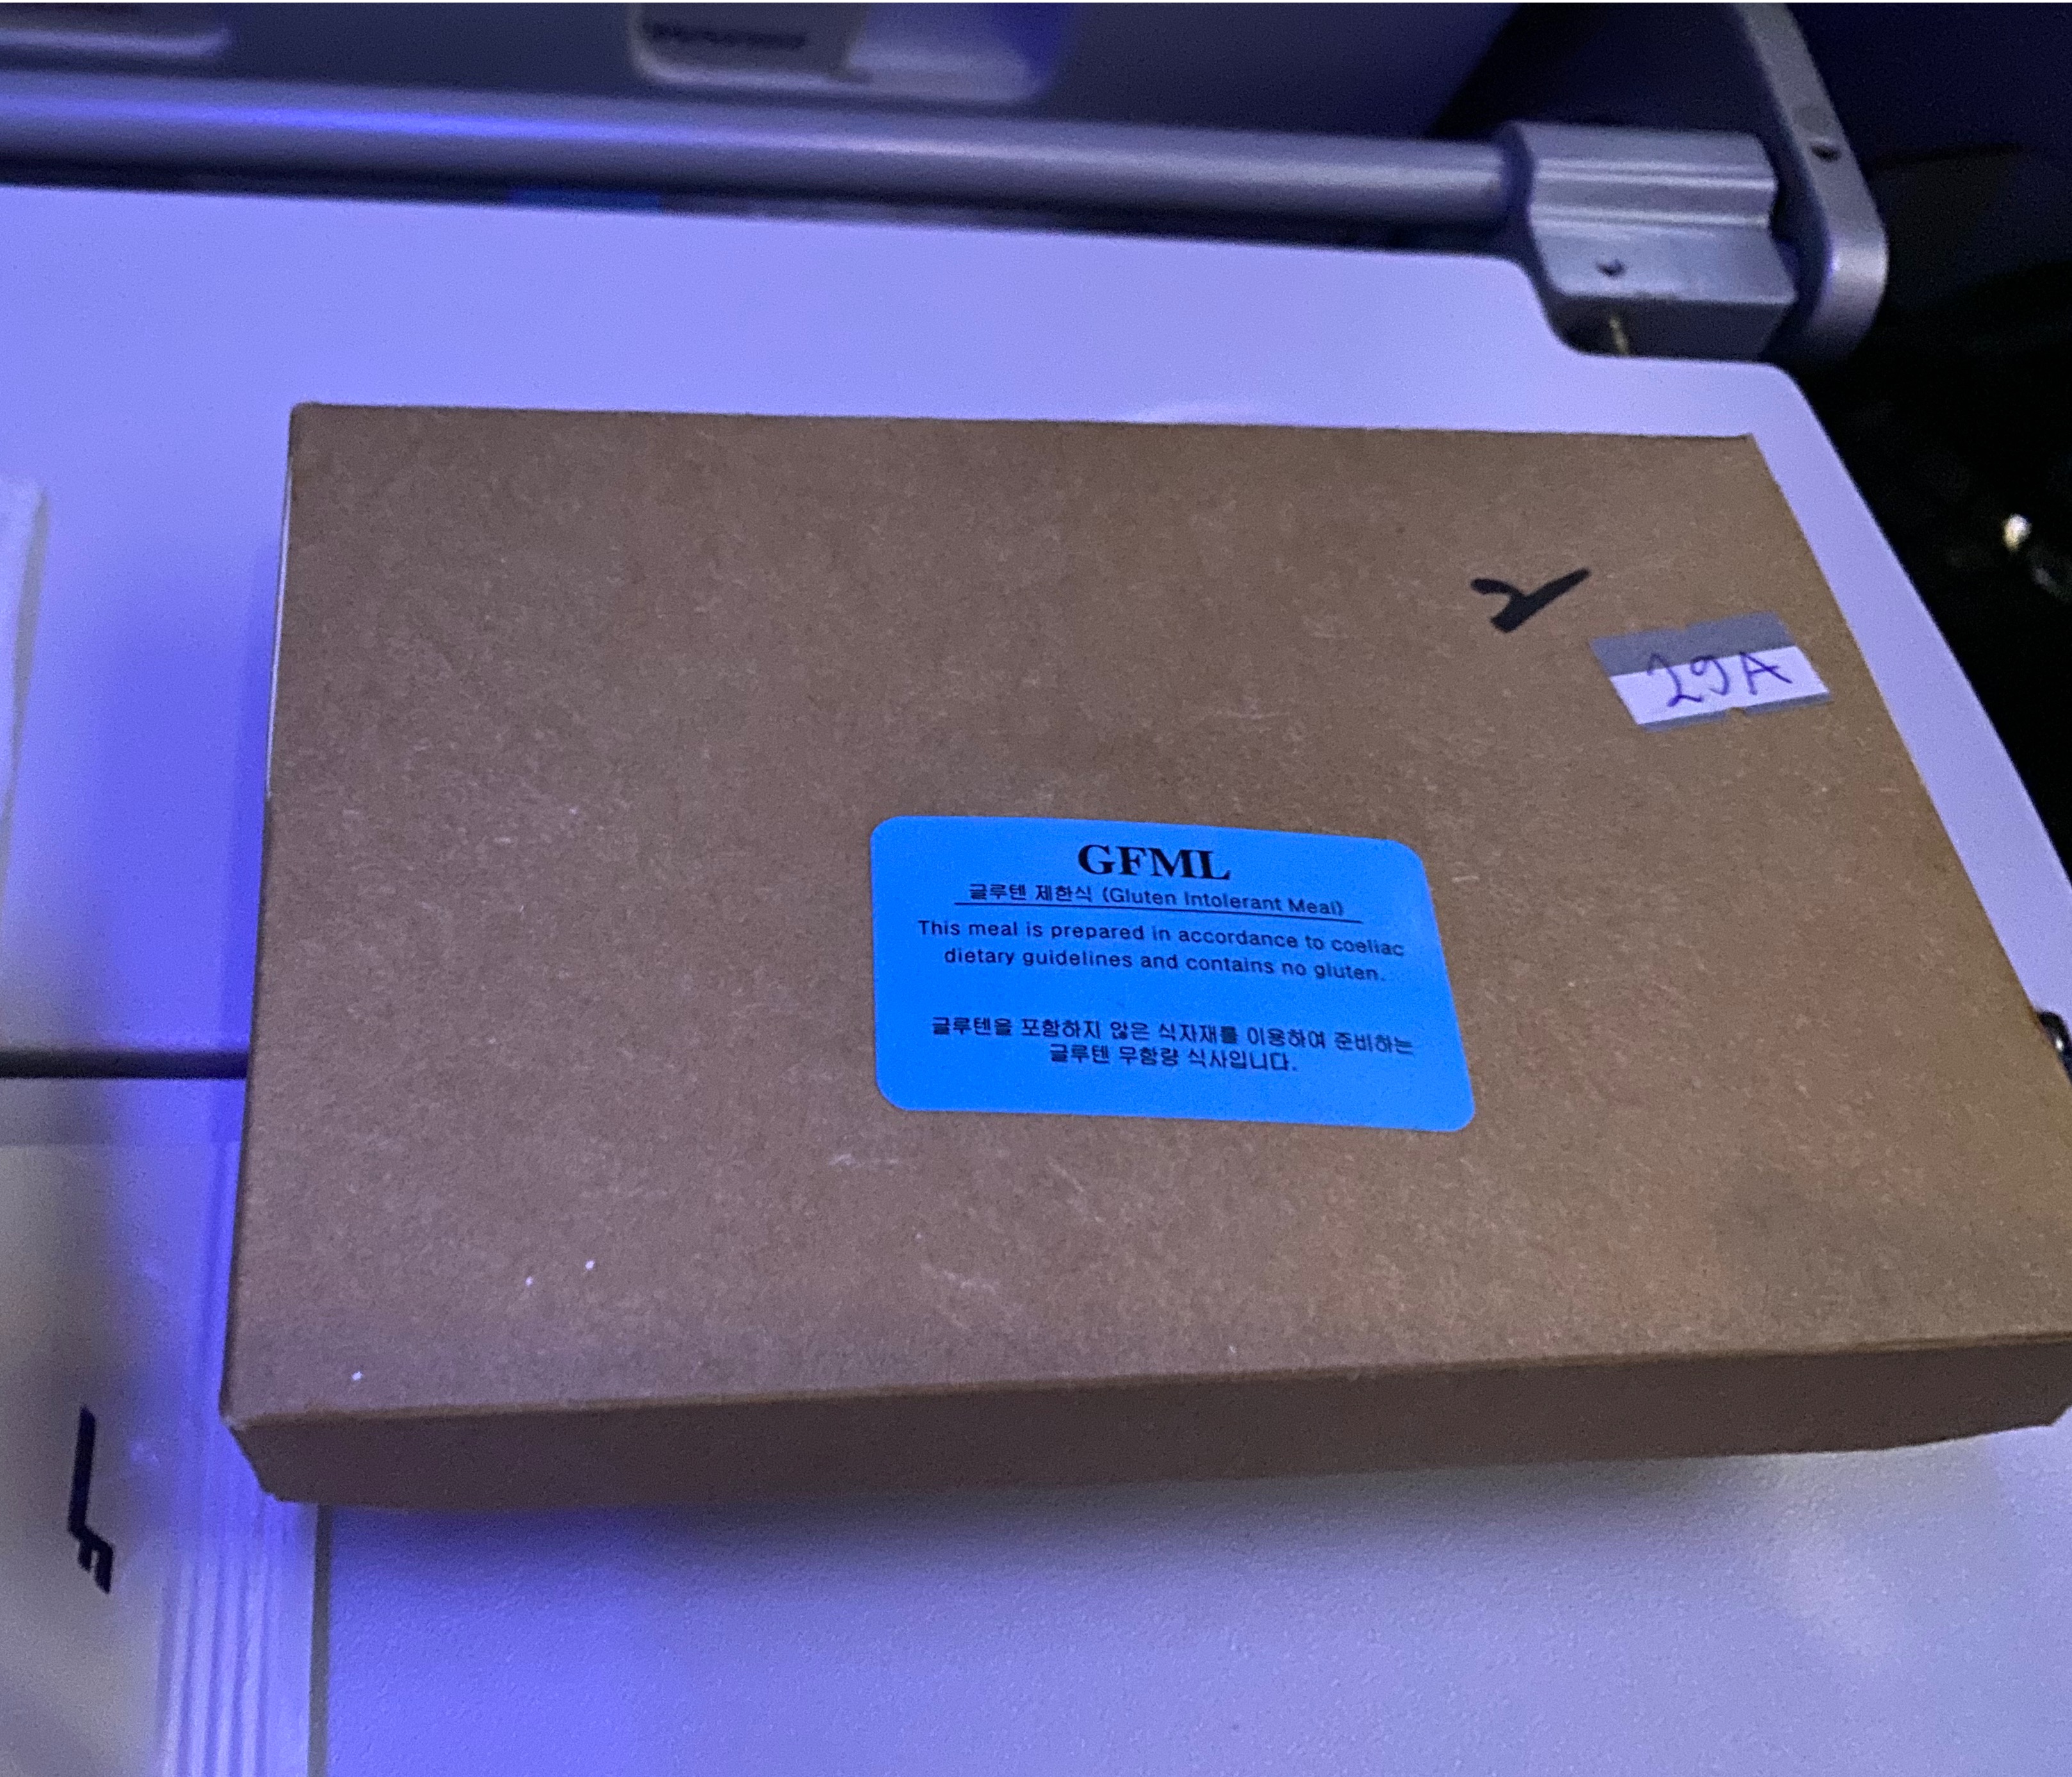 29A
GFML
글루텐 제한식 (Gluten Intolerant Meal)
This meal is prepared in accordance to coeliac
dietary guidelines and contains no gluten.
글루텐을 포함하지 않은 식자재를 이용하여 준비하는
글루텐 무함량 식사입니다.